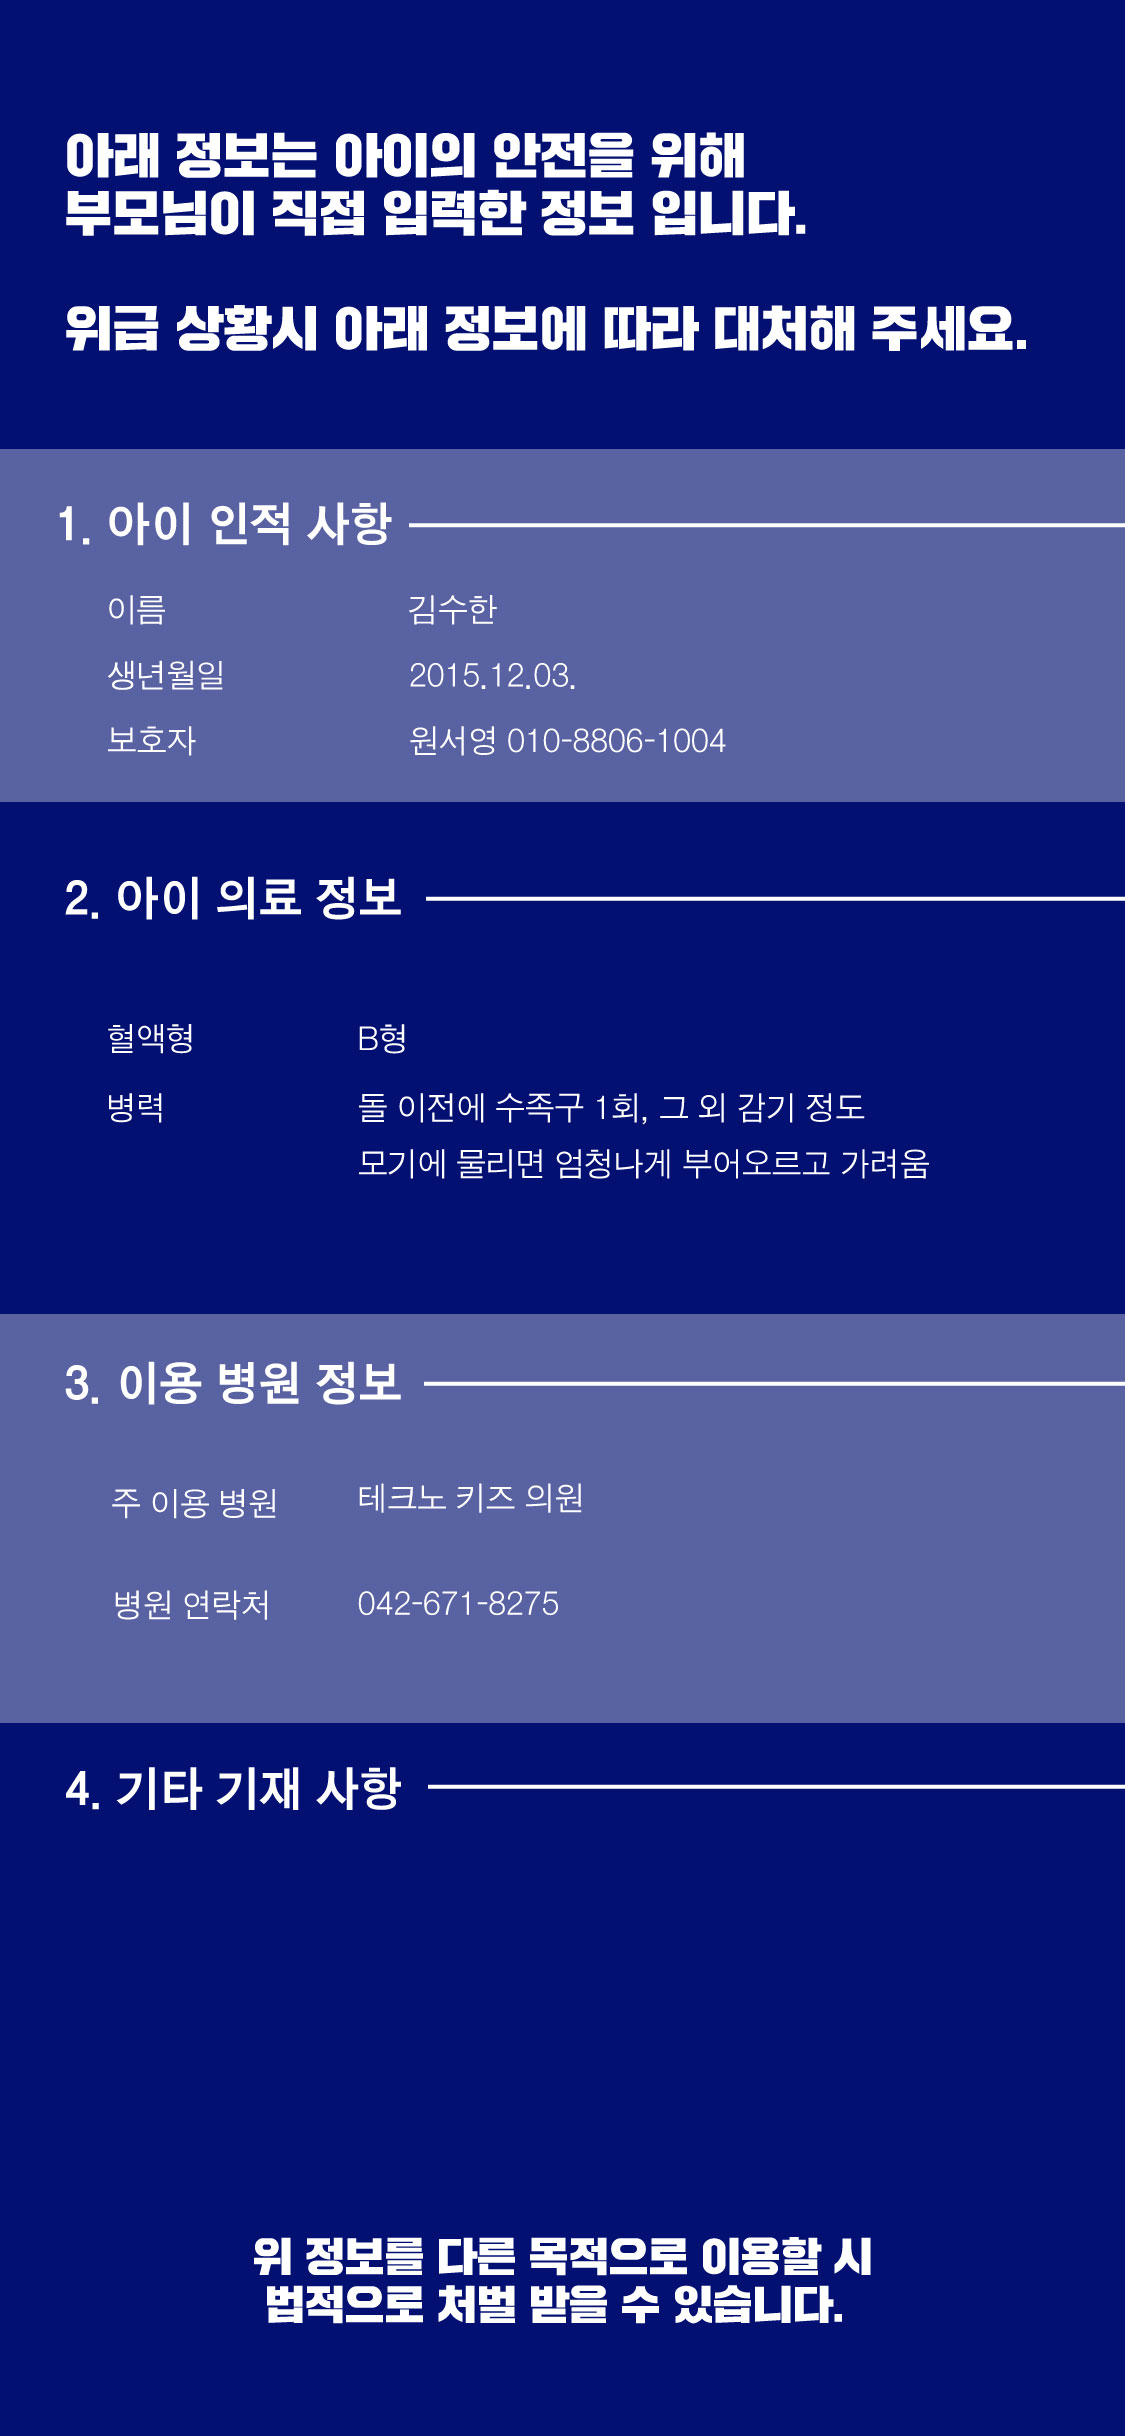 아래 정보는 아이의 안전을 위해
부모님이 직접 입력한 정보 입니다.
위급 상황시 아래 정보에 따라 대처해 주세요.
1. 아이 인적 사항
이름 김수한
생년월일 2015.12.03.
보호자 원서영 010-8806-1004
2. 아이 의료 정보
혈액형 B형
병력 돌 이전에 수족구 1회, 그 외 감기 정도
모기에 물리면 엄청나게 부어오르고 가려움
3. 이용 병원 정보
주 이용 병원 테크노 키즈 의원
병원 연락처 042-671-8275
4. 기타 기재 사항
위 정보를 다른 목적으로 이용할 시
법적으로 처벌 받을 수 있습니다.